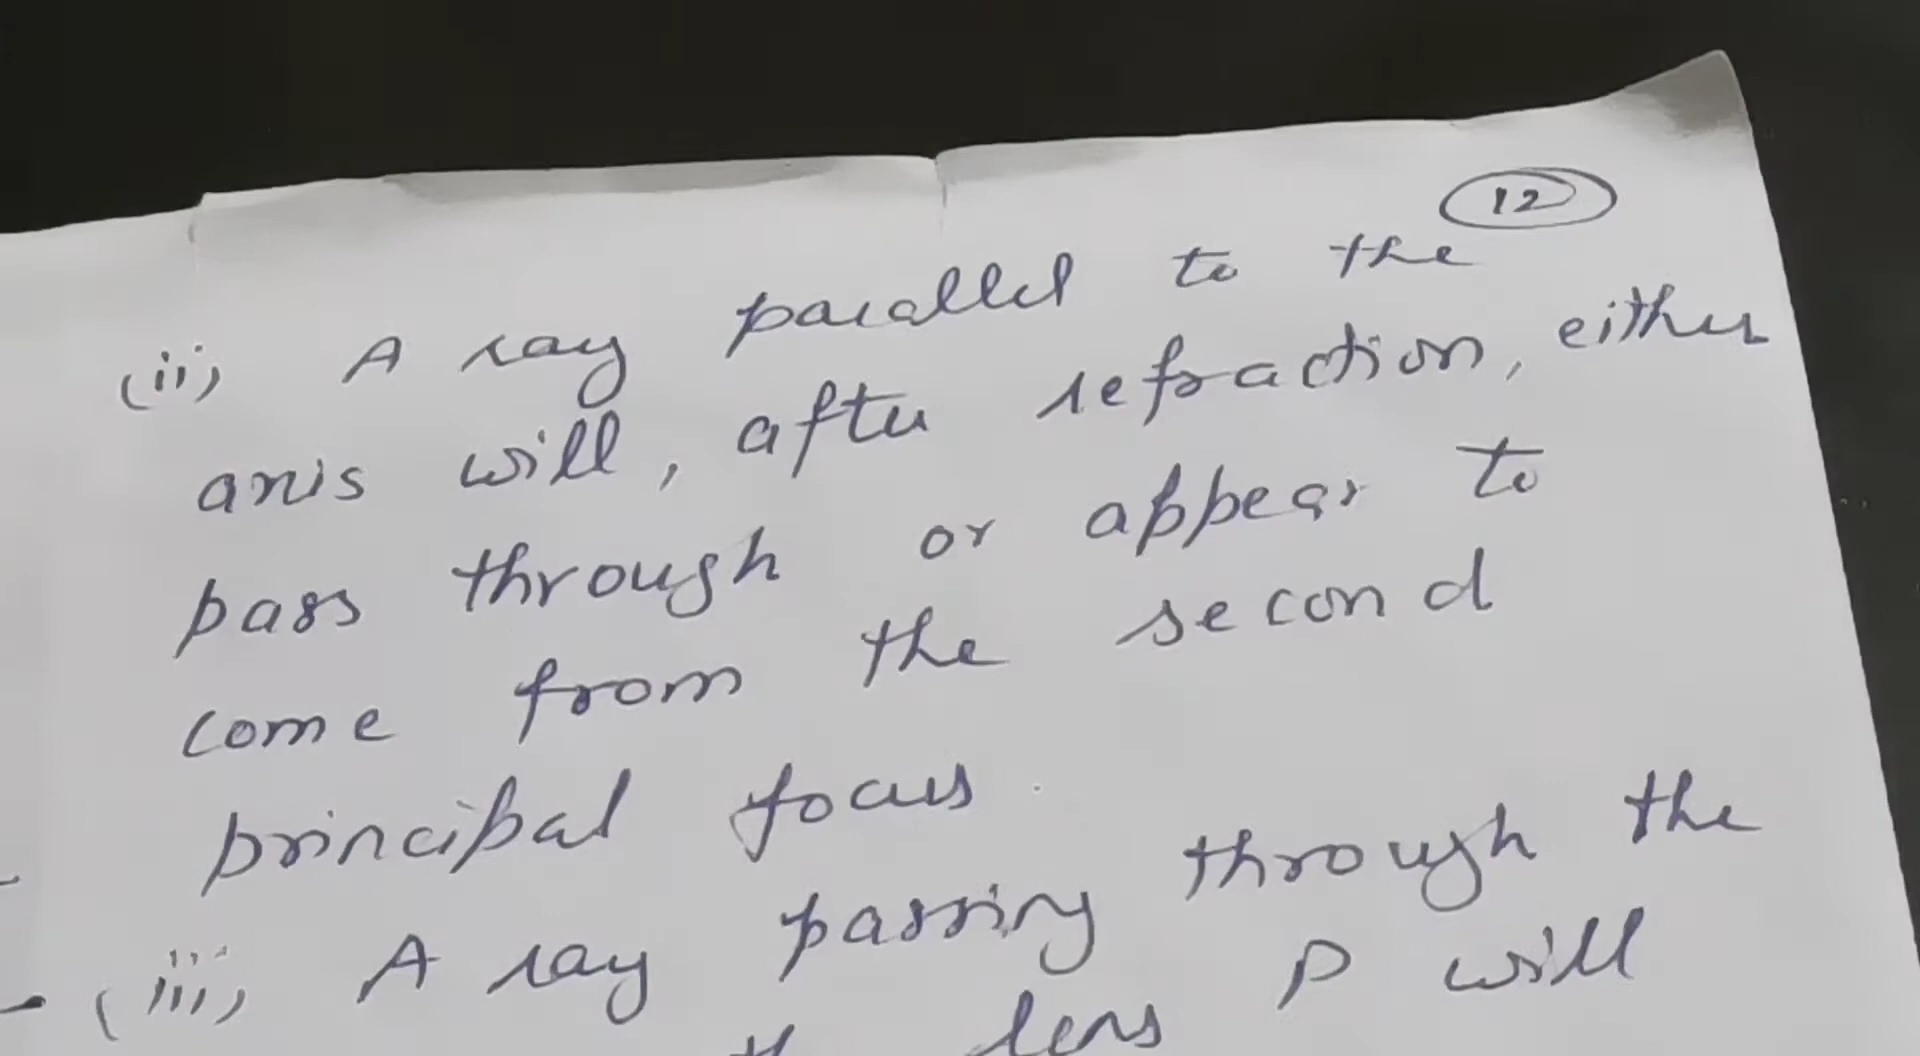 12
(ii) A ray parallel to the
axis will, after refraction, either
pass through or appear to
come from the second
principal focus.
(iii) A ray passing through the
lens P will